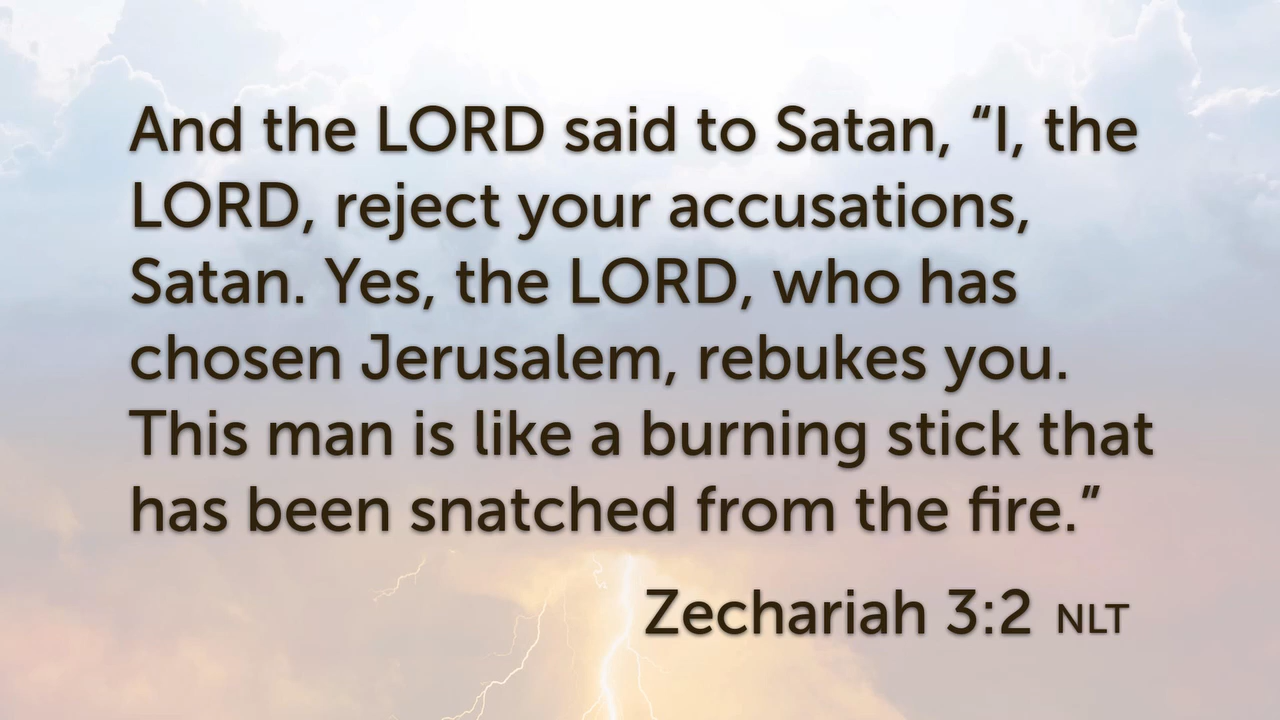 And the LORD said to Satan, “I, the
LORD, reject your accusations,
Satan. Yes, the LORD, who has
chosen Jerusalem, rebukes you.
This man is like a burning stick that
has been snatched from the fire.”
Zechariah 3:2 NLT